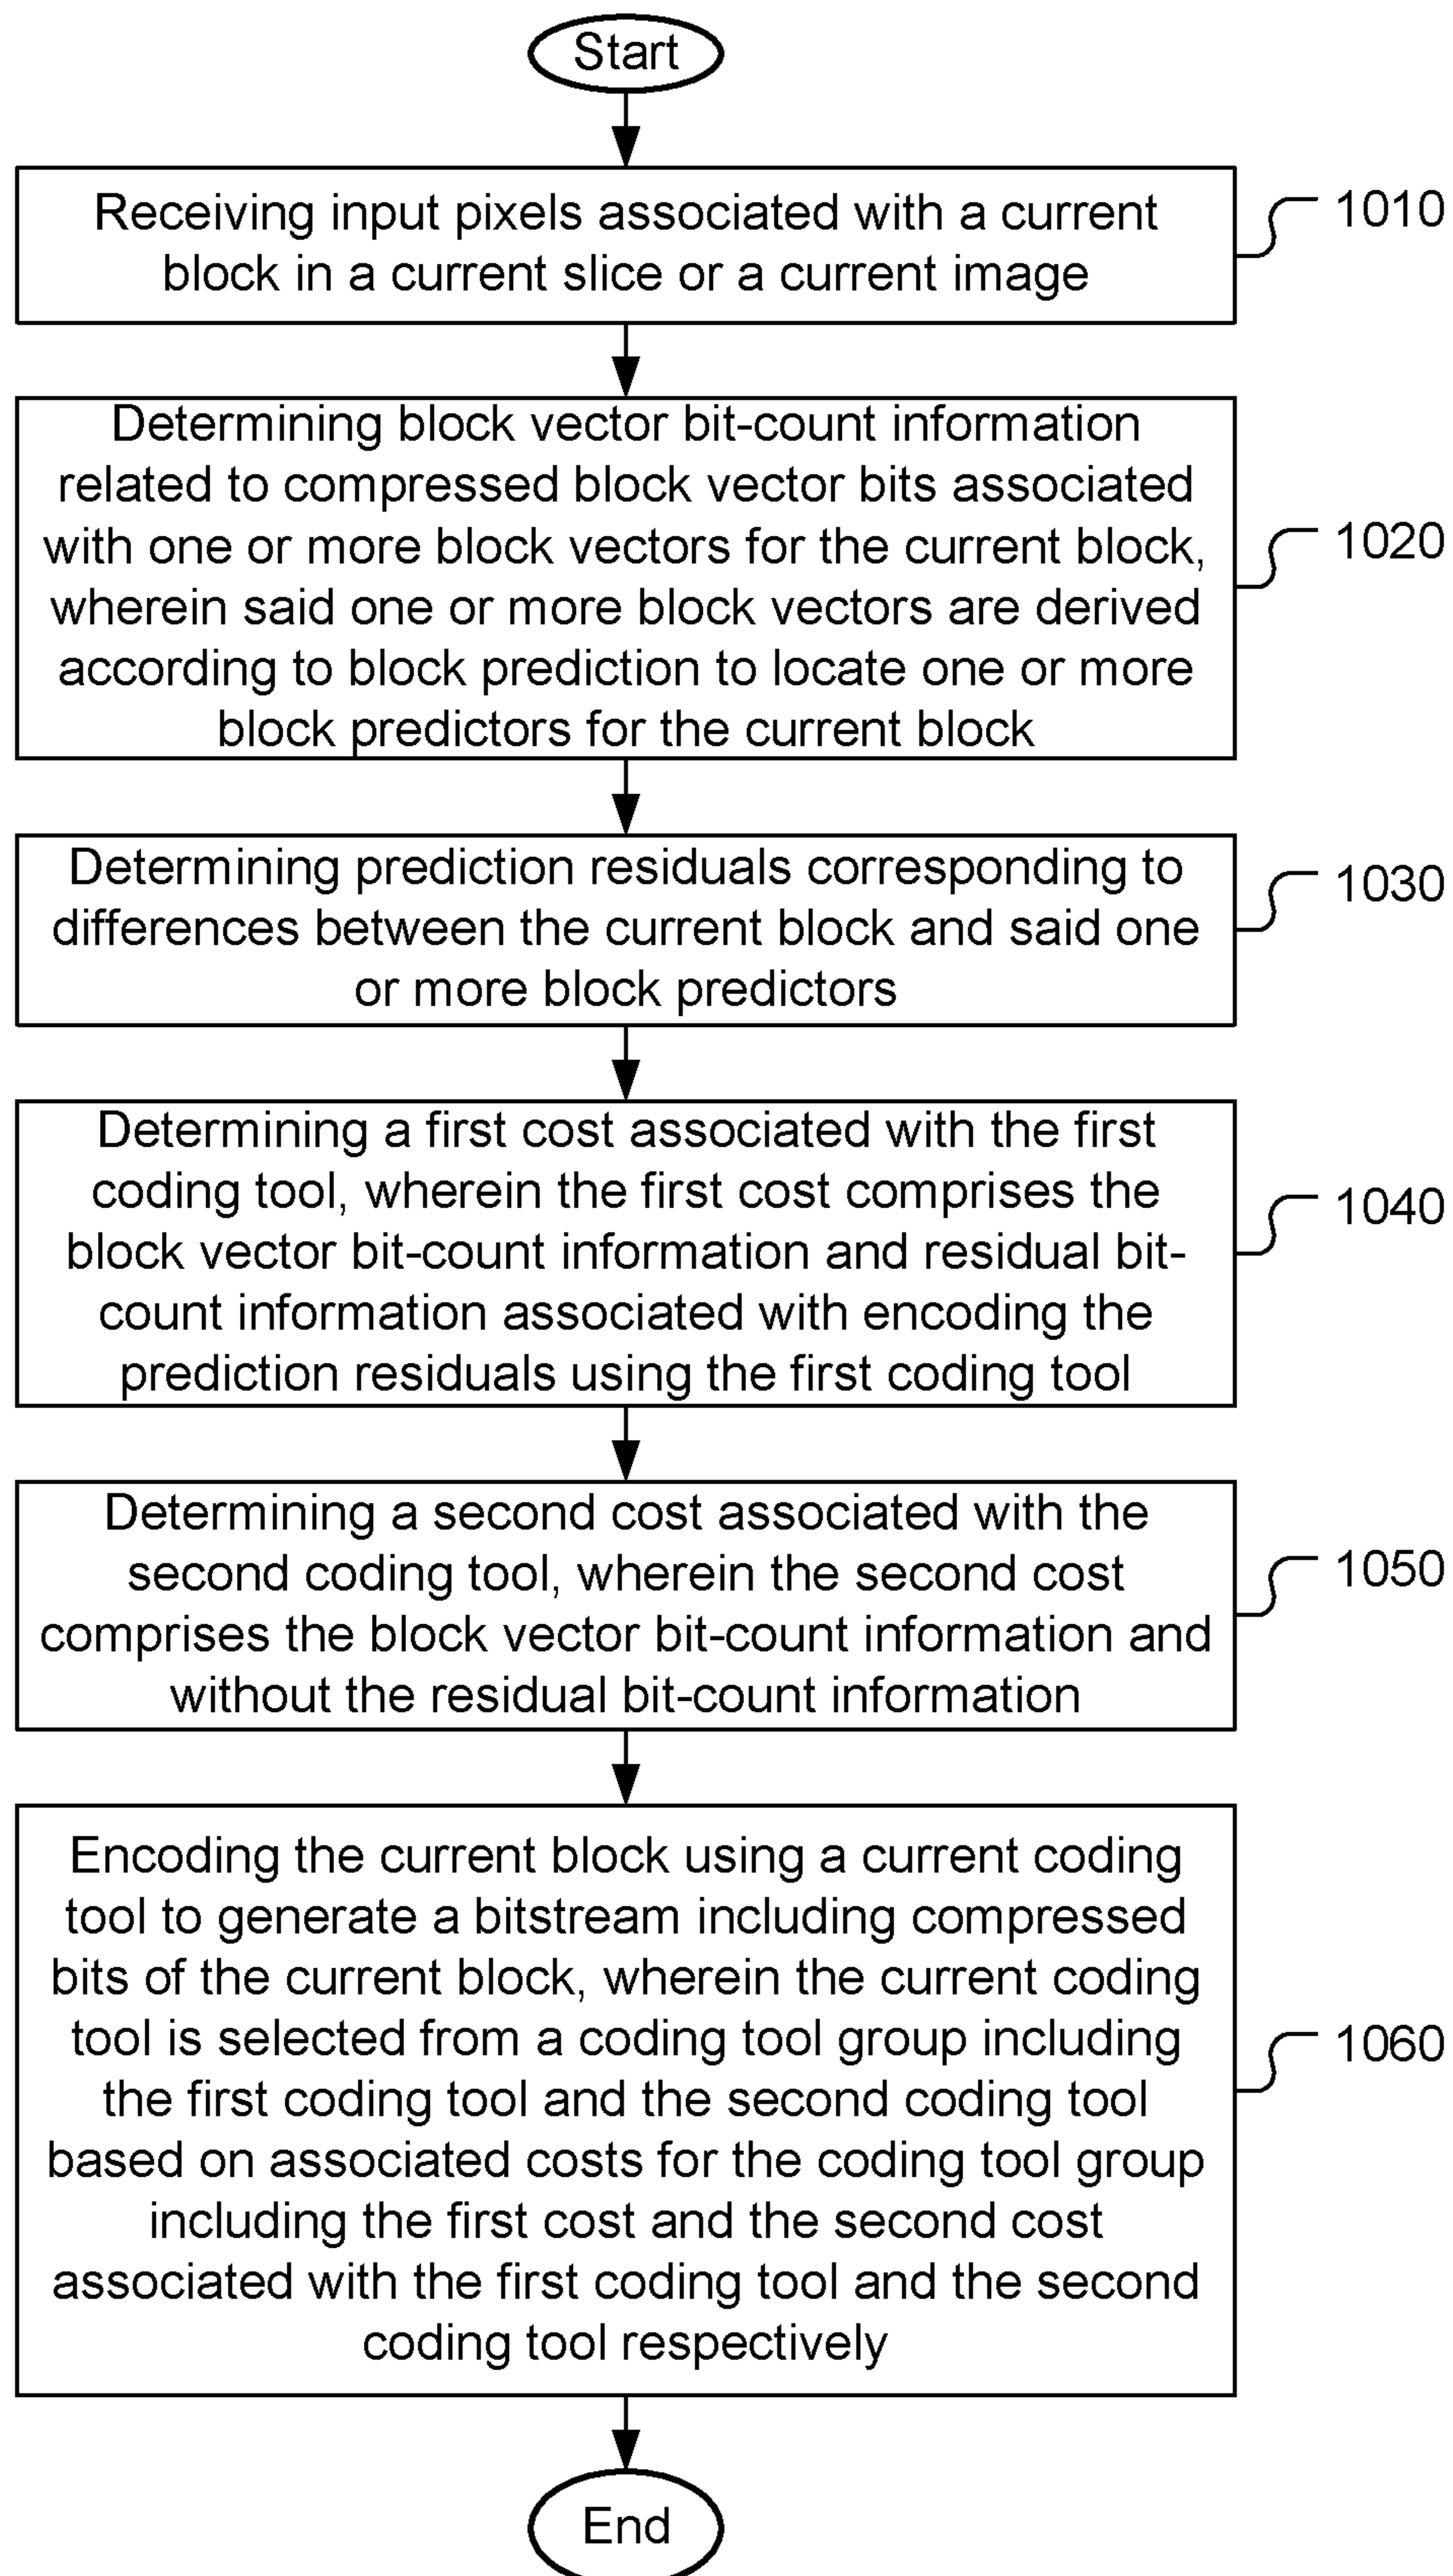 Start
Receiving input pixels associated with a current
block in a current slice or a current image
1010
Determining block vector bit-count information
related to compressed block vector bits associated
with one or more block vectors for the current block,
wherein said one or more block vectors are derived
according to block prediction to locate one or more
block predictors for the current block
1020
Determining prediction residuals corresponding to
differences between the current block and said one
or more block predictors
1030
Determining a first cost associated with the first
coding tool, wherein the first cost comprises the
block vector bit-count information and residual bit-
count information associated with encoding the
prediction residuals using the first coding tool
1040
Determining a second cost associated with the
second coding tool, wherein the second cost
comprises the block vector bit-count information and
without the residual bit-count information
1050
Encoding the current block using a current coding
tool to generate a bitstream including compressed
bits of the current block, wherein the current coding
tool is selected from a coding tool group including
the first coding tool and the second coding tool
based on associated costs for the coding tool group
including the first cost and the second cost
associated with the first coding tool and the second
coding tool respectively
1060
End